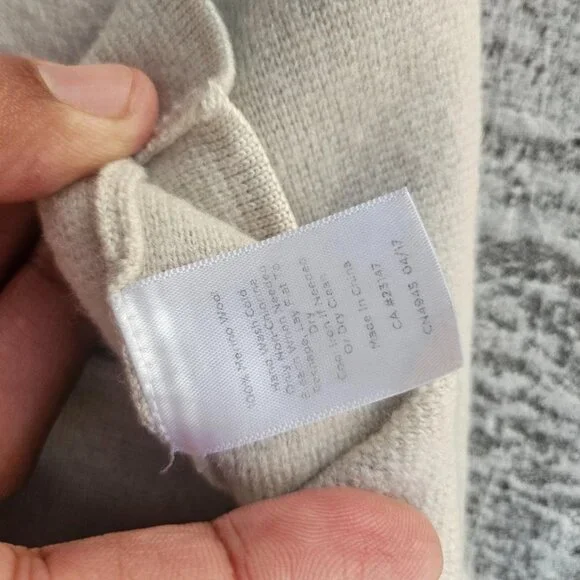 100% Merino Wool
Hand Wash Cold
Only Non-Chlorine
Bleach When Needed
Reshape, Lay Flat To
Dry
Cool Iron If Needed
Or Dry Clean
Made In China
CA #23147
CN4945 04/17